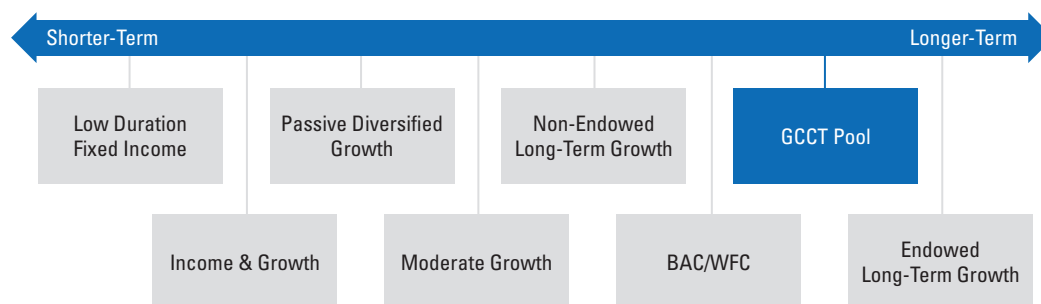 Shorter-Term
Longer-Term
Low Duration
Fixed Income
Passive Diversified
Growth
Non-Endowed
Long-Term Growth
GCCT Pool
Income & Growth
Moderate Growth
BAC/WFC
Endowed
Long-Term Growth